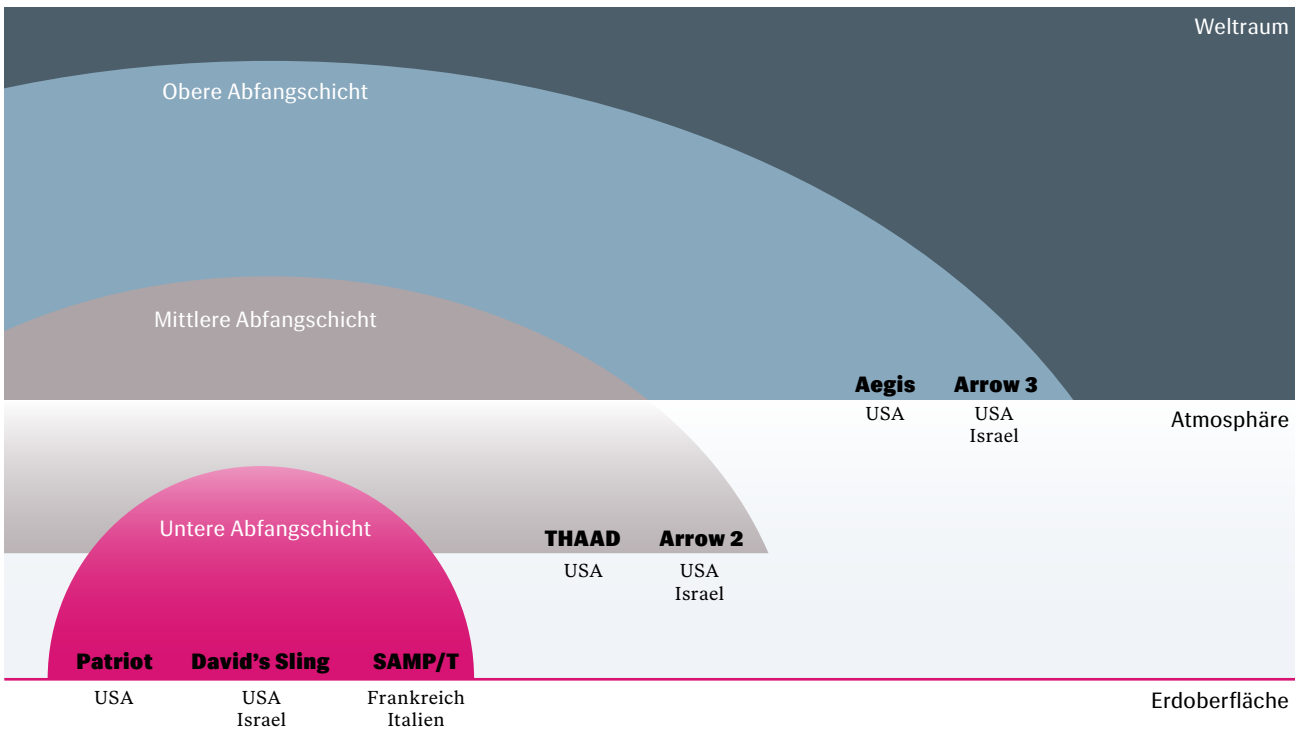 Weltraum
Obere Abfangschicht
Mittlere Abfangschicht
Aegis
USA
Arrow 3
USA
Israel
Atmosphäre
Untere Abfangschicht
THAAD
USA
Arrow 2
USA
Israel
Patriot
USA
David's Sling
USA
Israel
SAMP/T
Frankreich
Italien
Erdoberfläche